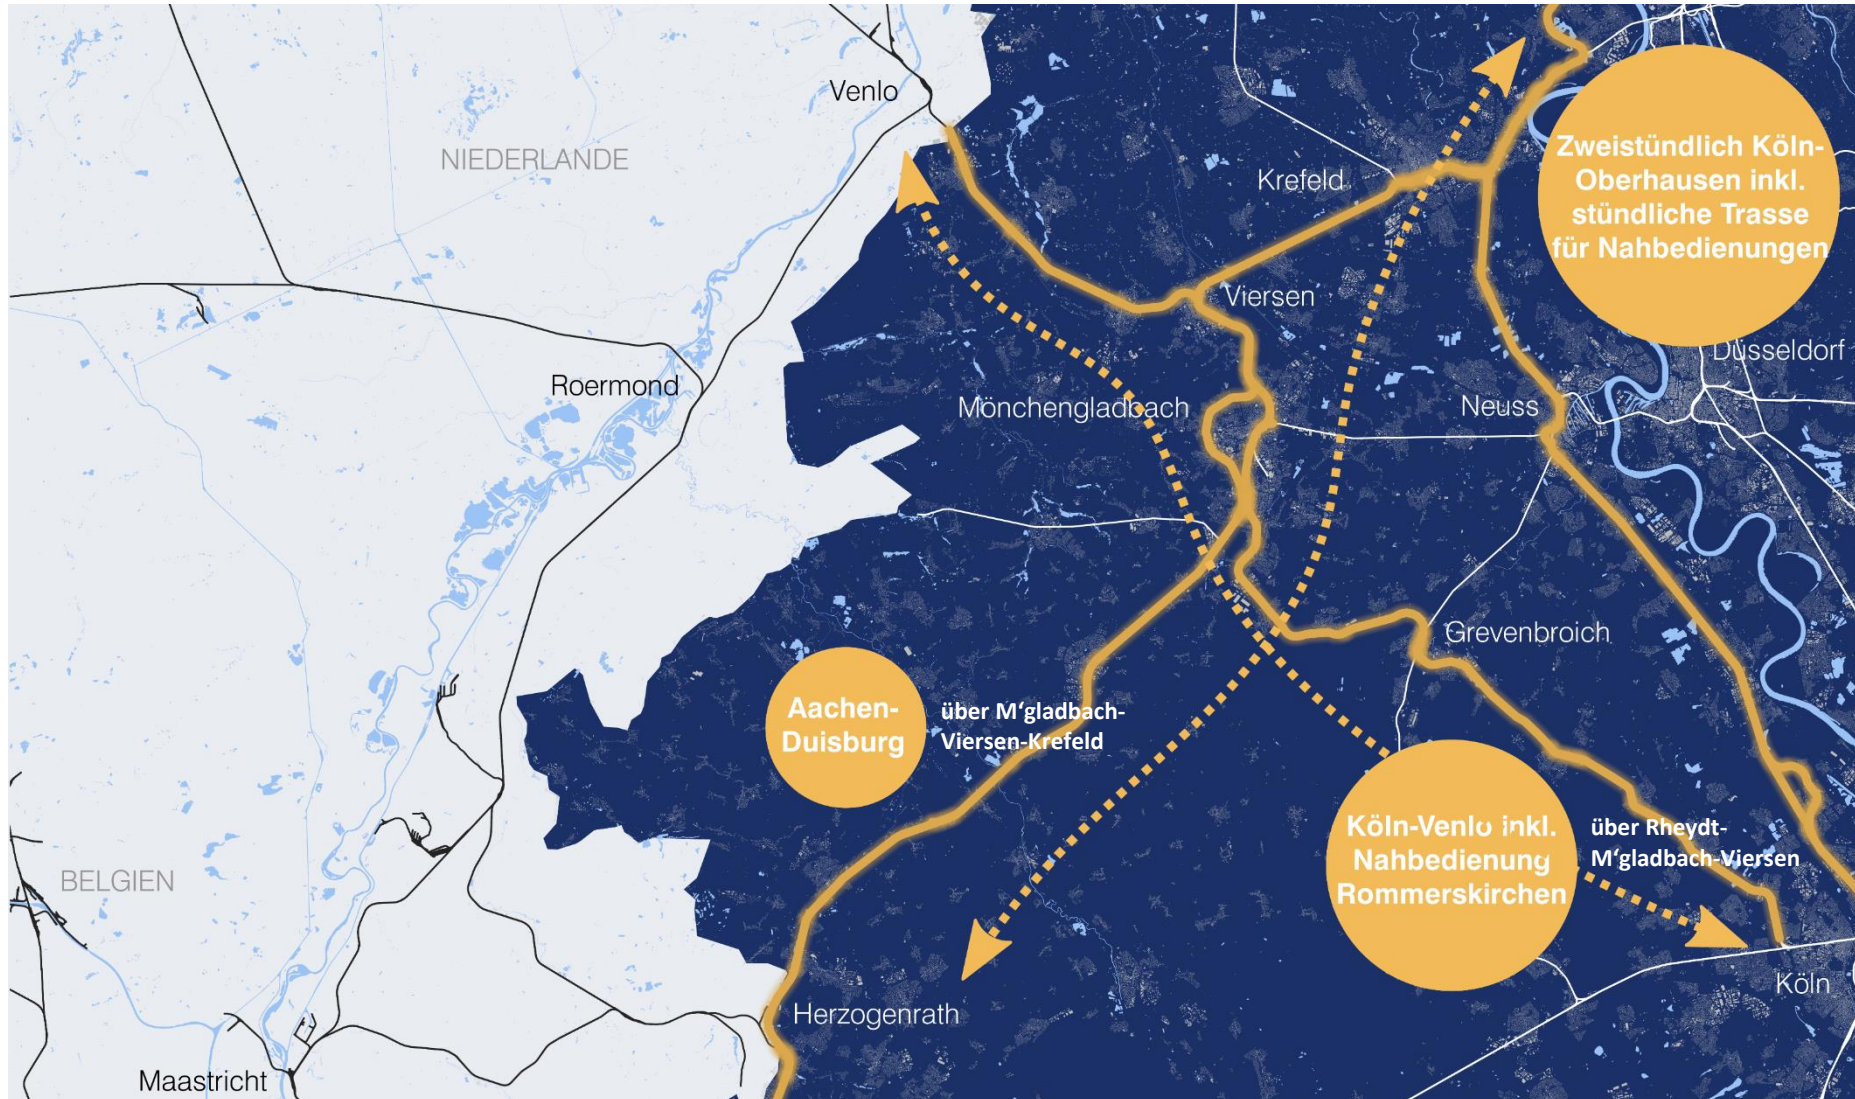 Venlo
NIEDERLANDE
Zweistündlich Köln-
Oberhausen inkl.
stündliche Trasse
für Nahbedienungen
Krefeld
Viersen
Düsseldorf
Roermond
Mönchengladbach
Neuss
Grevenbroich
Aachen-
Duisburg
über M‘gladbach-
Viersen-Krefeld
Köln-Venlo inkl.
Nahbedienung
Rommerskirchen
über Rheydt-
M‘gladbach-Viersen
BELGIEN
Köln
Herzogenrath
Maastricht